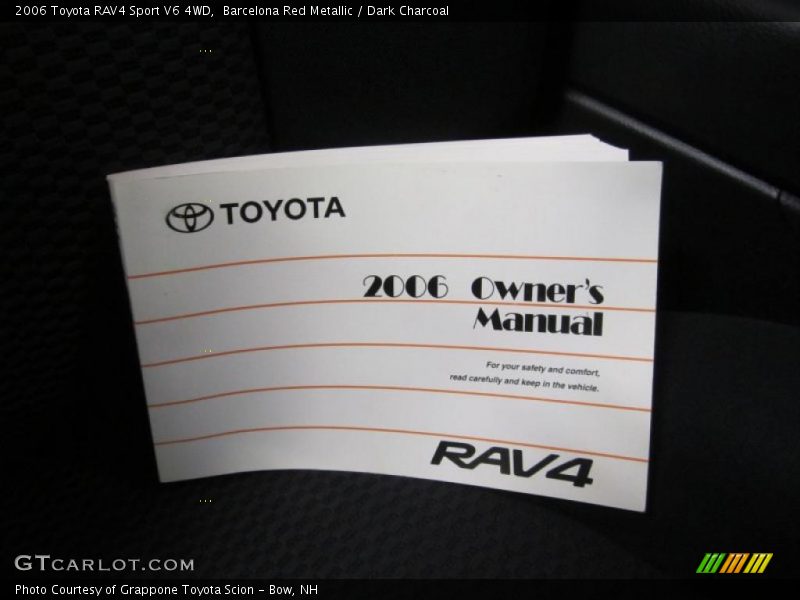 2006 Toyota RAV4 Sport V6 4WD,  Barcelona Red Metallic / Dark Charcoal
TOYOTA
2006 Owner's
Manual
For your safety and comfort,
read carefully and keep in the vehicle.
RAV4
GTCARLOT.COM
Photo Courtesy of Grappone Toyota Scion – Bow, NH